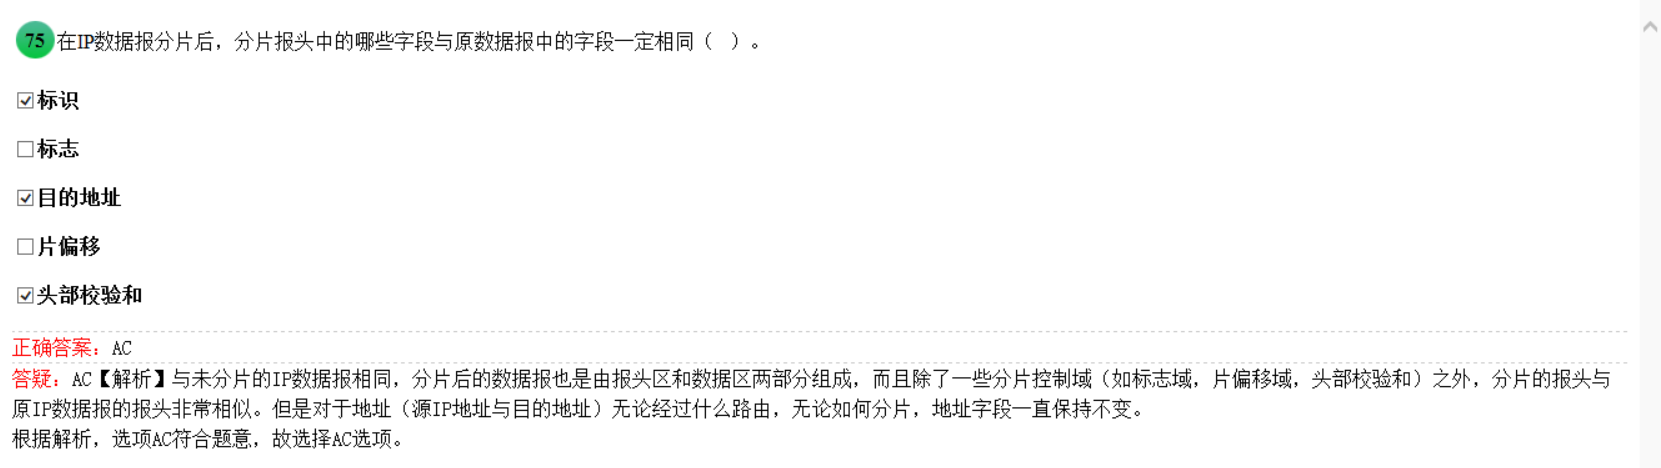 75 在IP数据报分片后，分片报头中的哪些字段与原数据报中的字段一定相同（ ）。
标识
标志
目的地址
片偏移
头部校验和
正确答案：AC
答疑：AC【解析】与未分片的IP数据报相同，分片后的数据报也是由报头区和数据区两部分组成，而且除了一些分片控制域（如标志域，片偏移域，头部校验和）之外，分片的报头与
原IP数据报的报头非常相似。但是对于地址（源IP地址与目的地址）无论经过什么路由，无论如何分片，地址字段一直保持不变。
根据解析，选项AC符合题意，故选择AC选项。